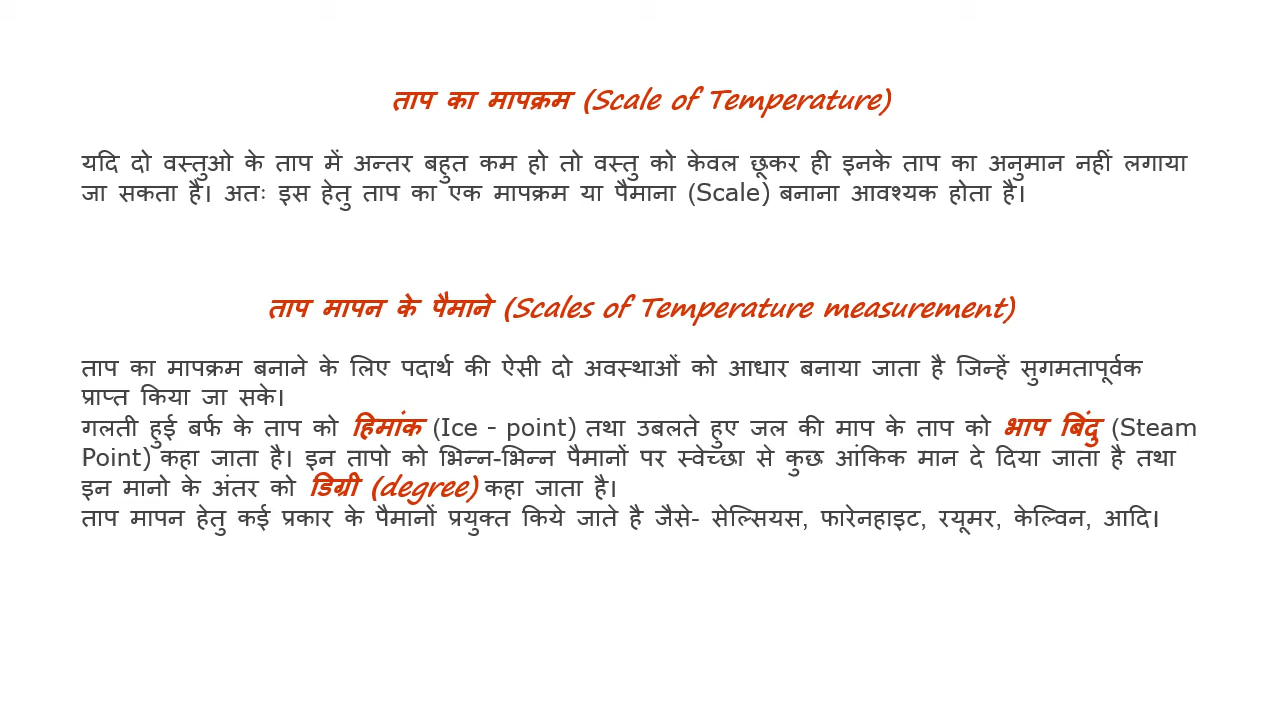 ताप का मापक्रम (Scale of Temperature)
यदि दो वस्तुओ के ताप में अन्तर बहुत कम हो तो वस्तु को केवल छूकर ही इनके ताप का अनुमान नहीं लगाया
जा सकता है। अतः इस हेतु ताप का एक मापक्रम या पैमाना (Scale) बनाना आवश्यक होता है।
ताप मापन के पैमाने (Scales of Temperature measurement)
ताप का मापक्रम बनाने के लिए पदार्थ की ऐसी दो अवस्थाओं को आधार बनाया जाता है जिन्हें सुगमतापूर्वक
प्राप्त किया जा सके।
गलती हुई बर्फ के ताप को हिमांक (Ice – point) तथा उबलते हुए जल की माप के ताप को भाप बिंदु (Steam
Point) कहा जाता है। इन तापो को भिन्न-भिन्न पैमानों पर स्वेच्छा से कुछ आंकिक मान दे दिया जाता है तथा
इन मानो के अंतर को डिग्री (degree) कहा जाता है।
ताप मापन हेतु कई प्रकार के पैमानों प्रयुक्त किये जाते है जैसे- सेल्सियस, फारेनहाइट, रयूमर, केल्विन, आदि।